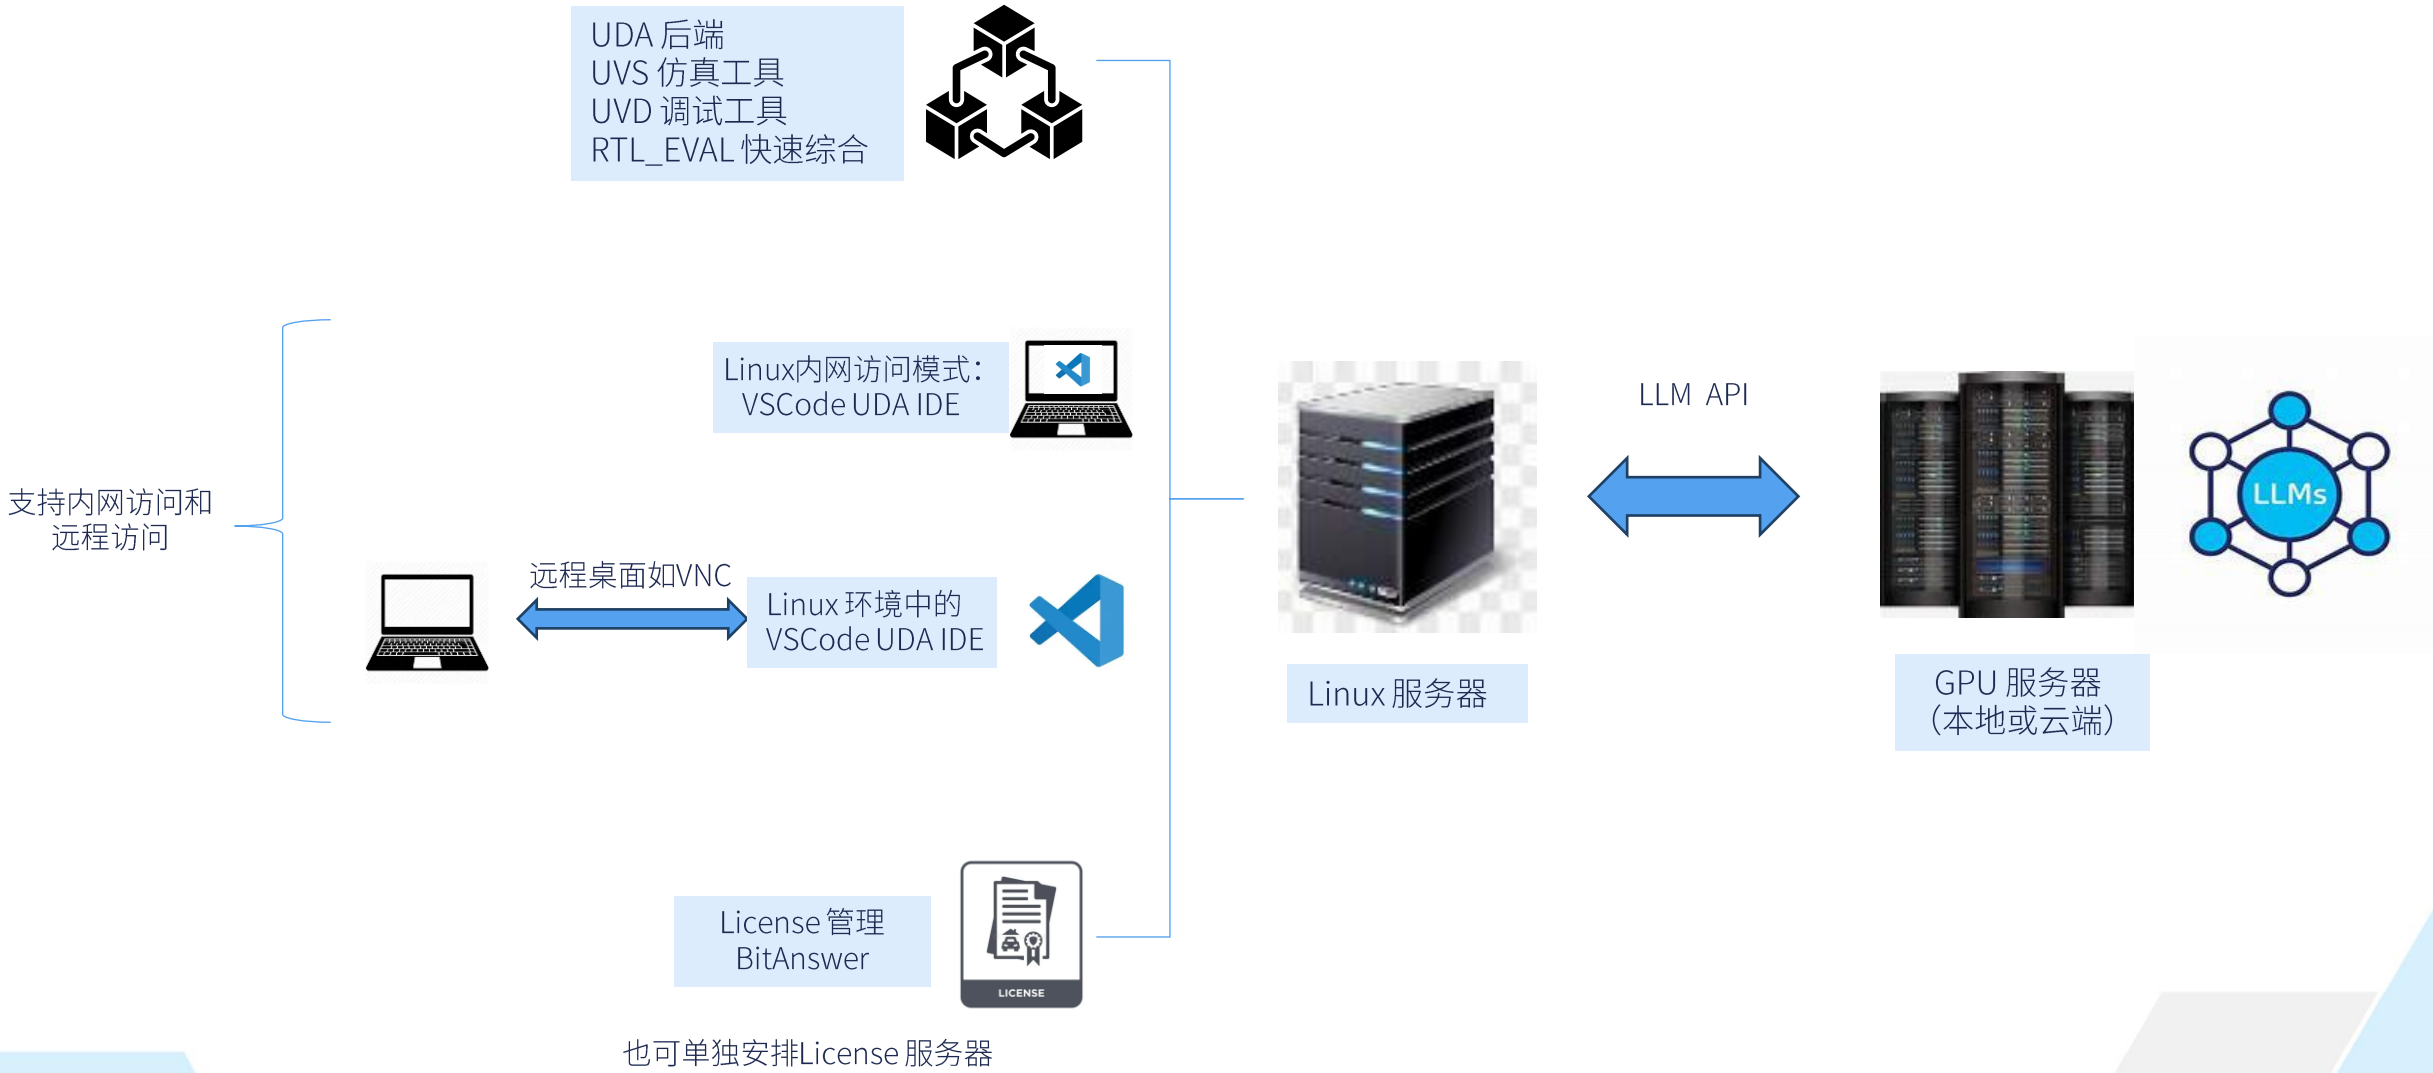 UDA 后端
UVS 仿真工具
UVD 调试工具
RTL_EVAL 快速综合
Linux内网访问模式：
VSCode UDA IDE
支持内网访问和
远程访问
远程桌面如VNC
Linux 环境中的
VSCode UDA IDE
License 管理
BitAnswer
LICENSE
也可单独安排License 服务器
Linux 服务器
LLM API
LLMs
GPU 服务器
（本地或云端）